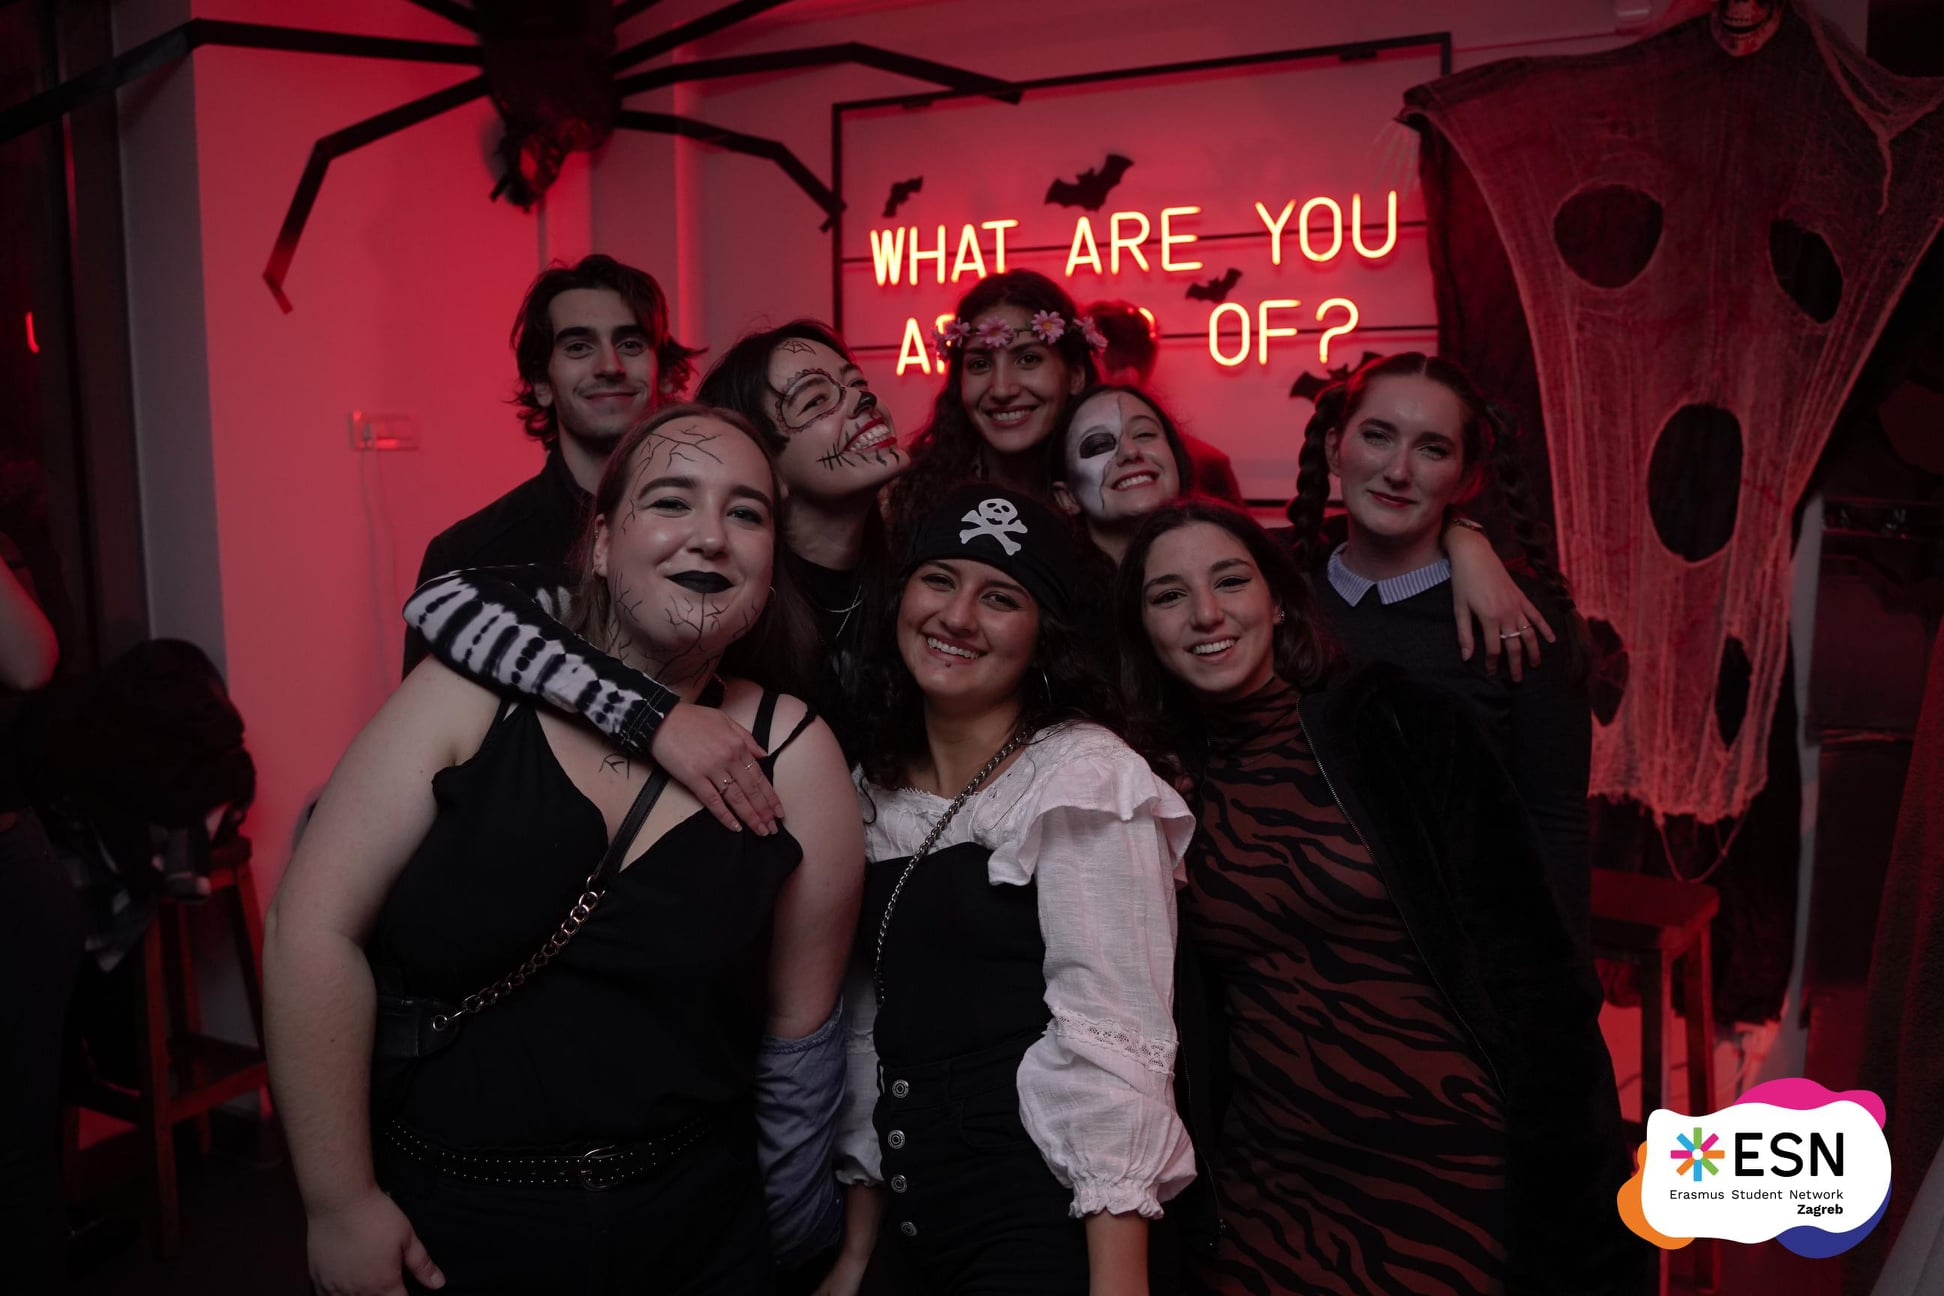 WHAT ARE YOU
OF?
ESN
Erasmus Student Network
Zagreb